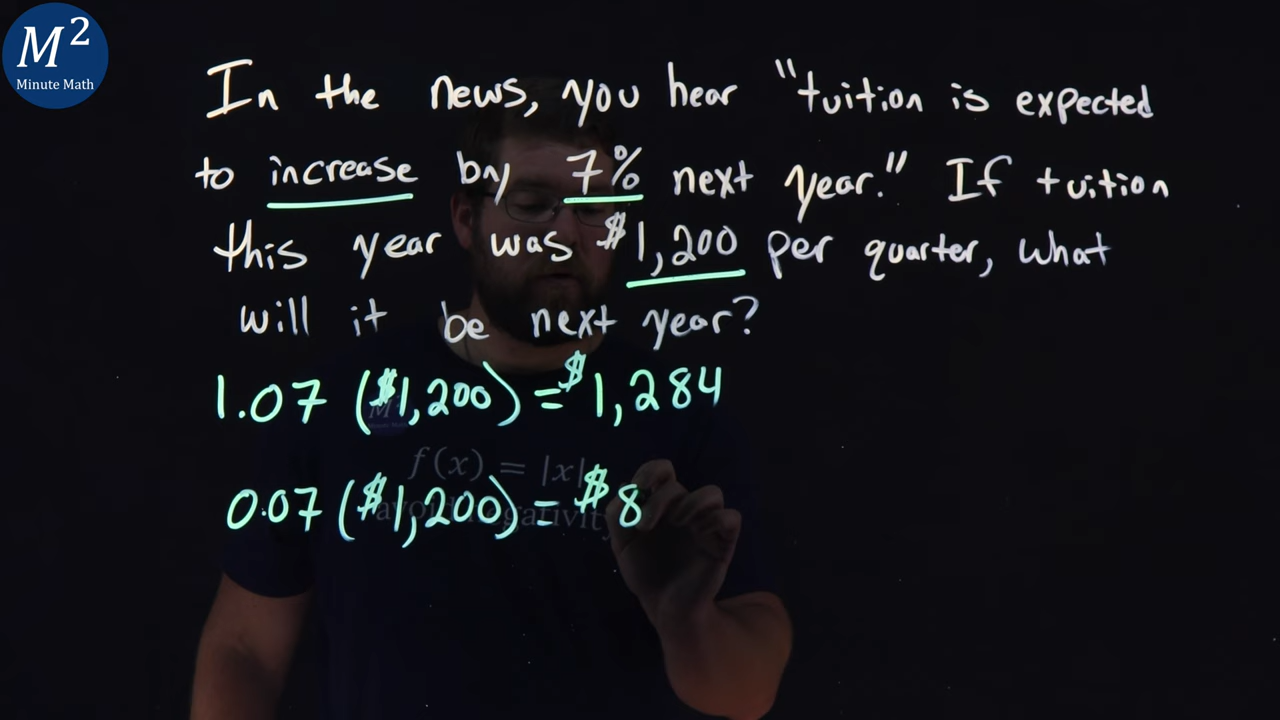 M²
Minute Math
In the news, you hear "tuition is expected
to increase by 7% next year." If tuition
this year was $1,200 per quarter, what
will it be next year?
1.07 ($1,200) = $1,284
f(x) = |x|
0.07 ($1,200) = $8
avoid negativity